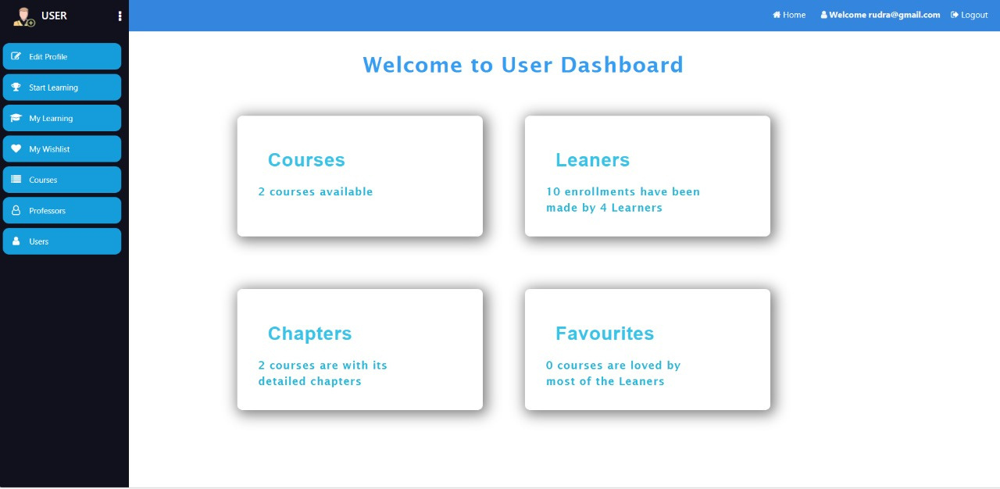 USER
Home Welcome rudra@gmail.com Logout
Edit Profile
Start Learning
My Learning
My Wishlist
Courses
Professors
Users
Welcome to User Dashboard
Courses
2 courses available
Leaners
10 enrollments have been
made by 4 Learners
Chapters
2 courses are with its
detailed chapters
Favourites
0 courses are loved by
most of the Leaners